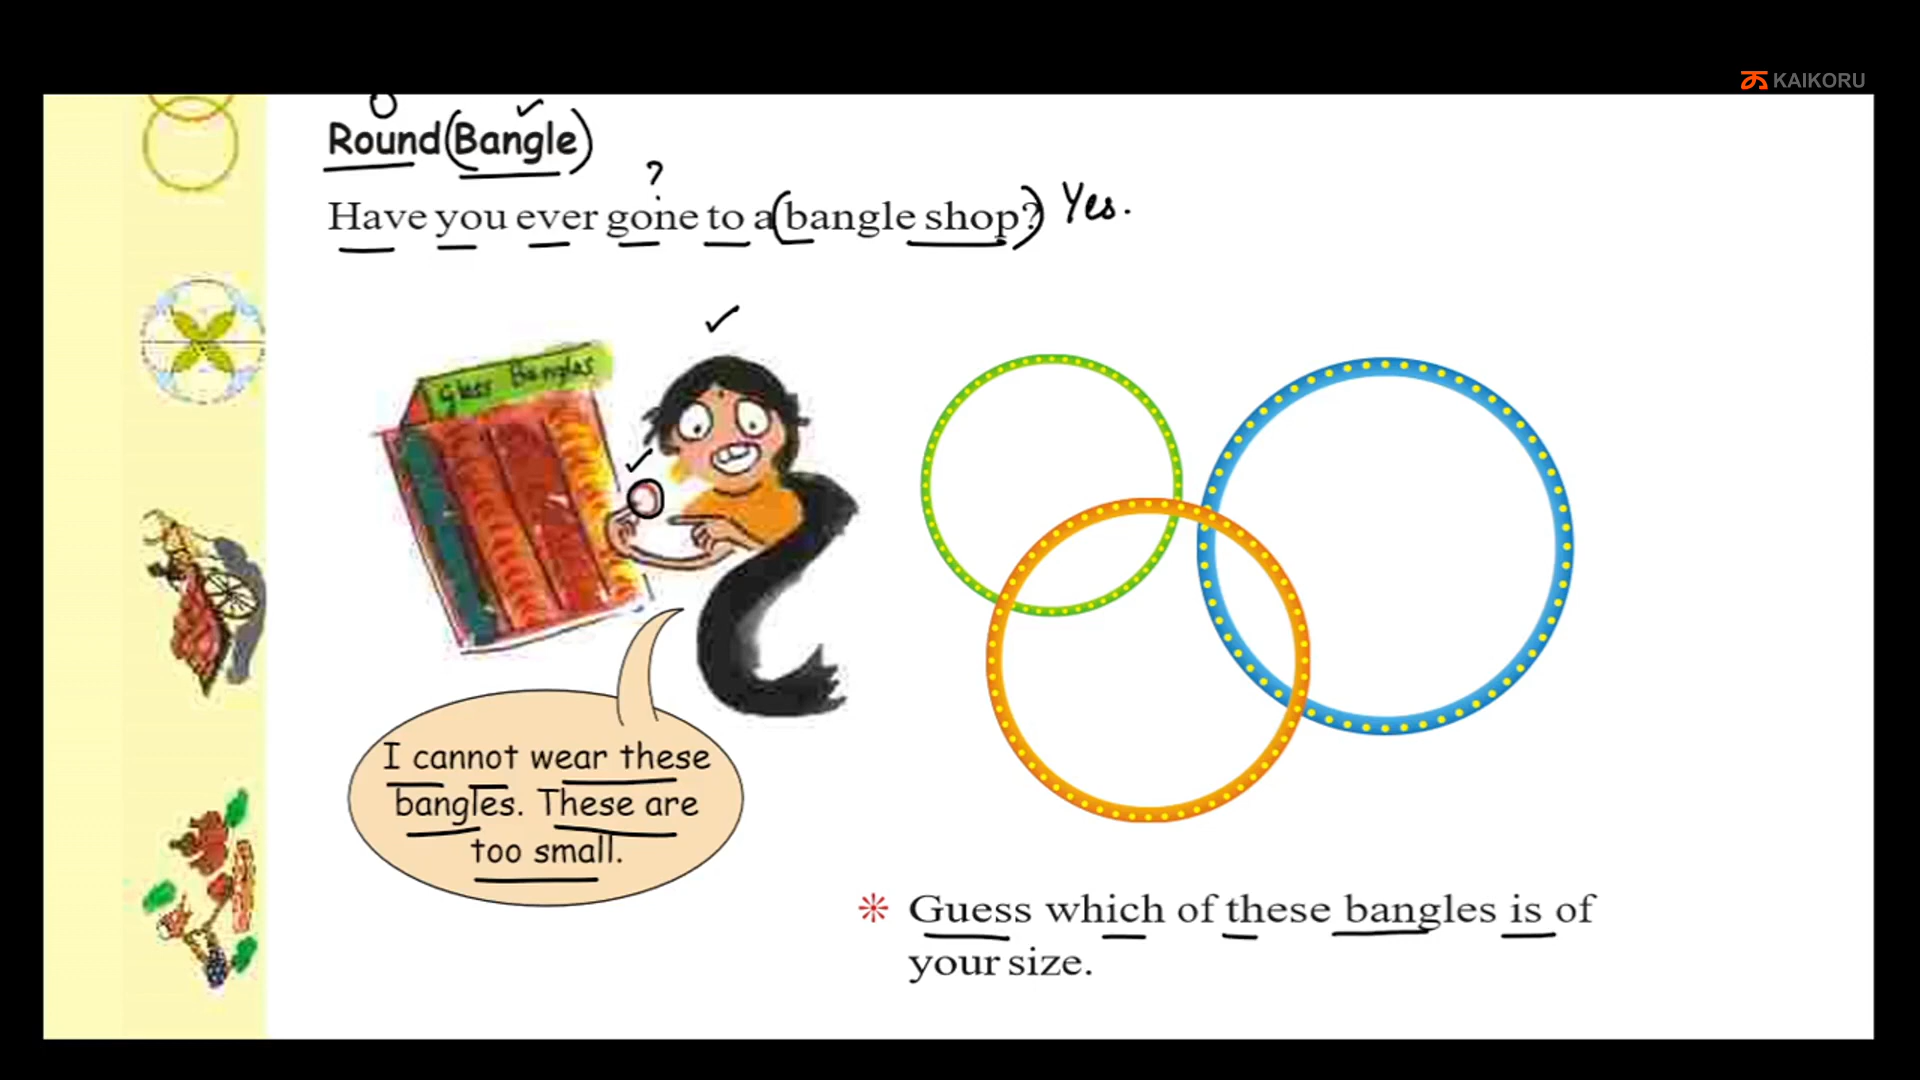 KAIKORU
Round (Bangle)
?
Have you ever gone to a (bangle shop?) Yes.
Glass Bangles
I cannot wear these
bangles. These are
too small.
Guess which of these bangles is of
your size.